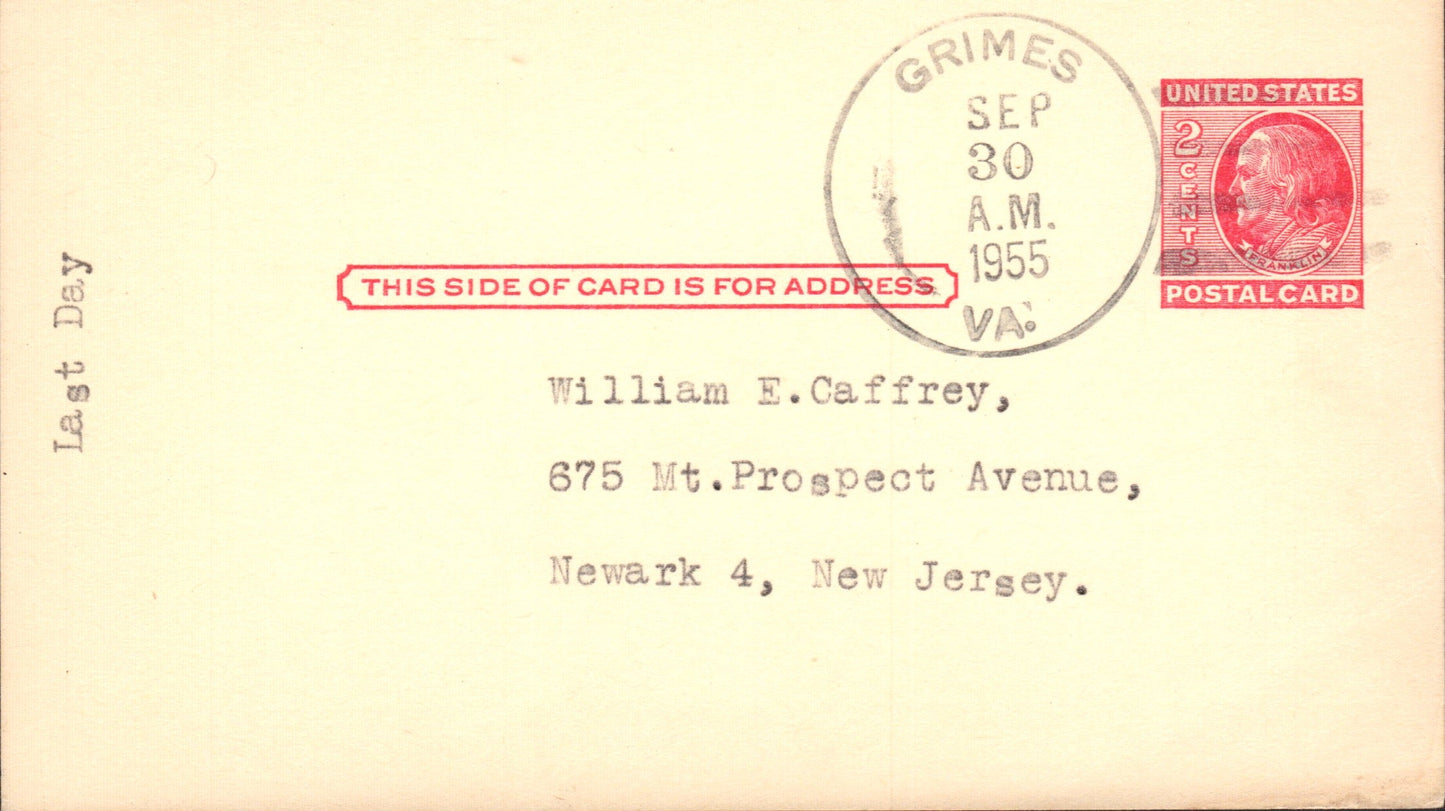 GRIMES
SEP
30
A.M.
1955
VA.
UNITED STATES
2 CENTS
FRANKLIN
POSTAL CARD
THIS SIDE OF CARD IS FOR ADDRESS
Last Day
William E.Caffrey,
675 Mt.Prospect Avenue,
Newark 4, New Jersey.